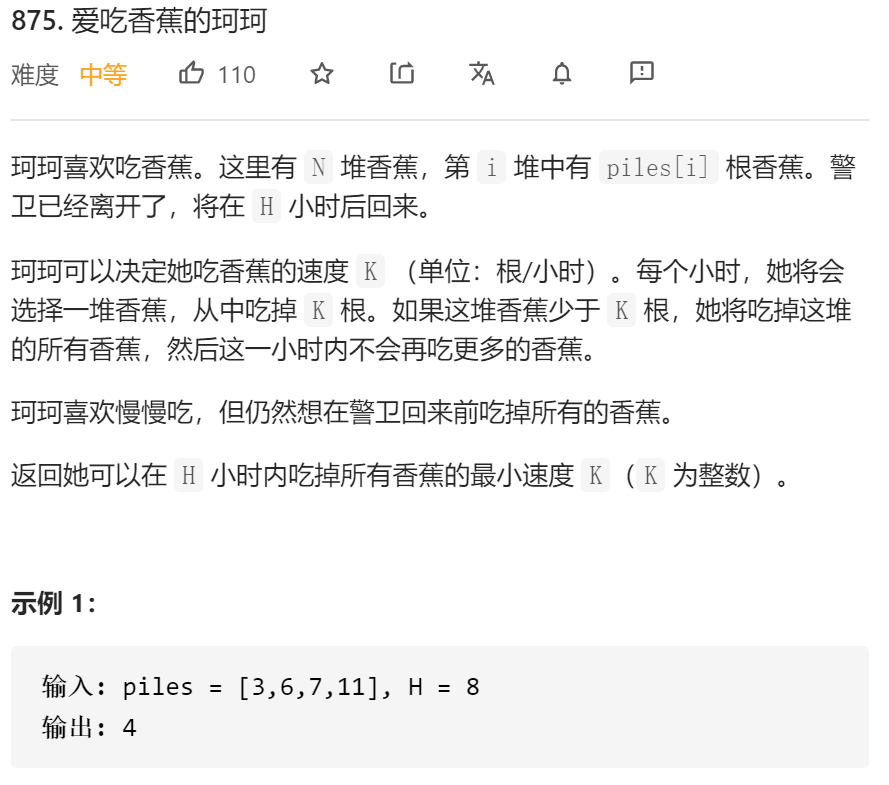 875. 爱吃香蕉的珂珂
难度 中等 110
珂珂喜欢吃香蕉。这里有 N 堆香蕉，第 i 堆中有 piles[i] 根香蕉。警
卫已经离开了，将在 H 小时后回来。
珂珂可以决定她吃香蕉的速度 K （单位：根/小时）。每个小时，她将会
选择一堆香蕉，从中吃掉 K 根。如果这堆香蕉少于 K 根，她将吃掉这堆
的所有香蕉，然后这一小时内不会再吃更多的香蕉。
珂珂喜欢慢慢吃，但仍然想在警卫回来前吃掉所有的香蕉。
返回她可以在 H 小时内吃掉所有香蕉的最小速度 K（K 为整数）。
示例 1：
输入: piles = [3,6,7,11], H = 8
输出: 4